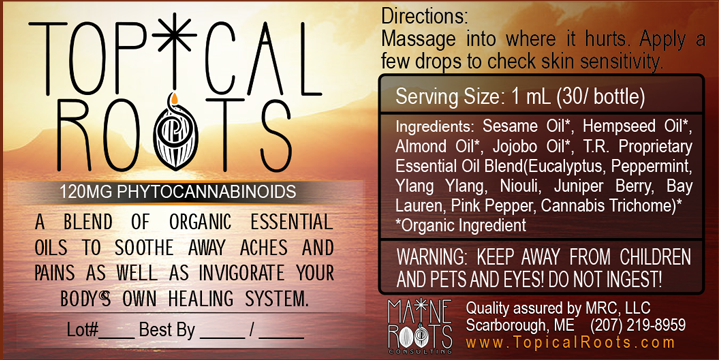 TOPICAL
ROOTS
120MG PHYTOCANNABINOIDS
A BLEND OF ORGANIC ESSENTIAL
OILS TO SOOTHE AWAY ACHES AND
PAINS AS WELL AS INVIGORATE YOUR
BODY'S OWN HEALING SYSTEM.
Lot#____ Best By ____ / ____
Directions:
Massage into where it hurts. Apply a
few drops to check skin sensitivity.
Serving Size: 1 mL (30/ bottle)
Ingredients: Sesame Oil*, Hempseed Oil*,
Almond Oil*, Jojobo Oil*, T.R. Proprietary
Essential Oil Blend(Eucalyptus, Peppermint,
Ylang Ylang, Niouli, Juniper Berry, Bay
Lauren, Pink Pepper, Cannabis Trichome)*
*Organic Ingredient
WARNING: KEEP AWAY FROM CHILDREN
AND PETS AND EYES! DO NOT INGEST!
MAINE
ROOTS
CONSULTING
Quality assured by MRC, LLC
Scarborough, ME (207) 219-8959
www.TopicalRoots.com